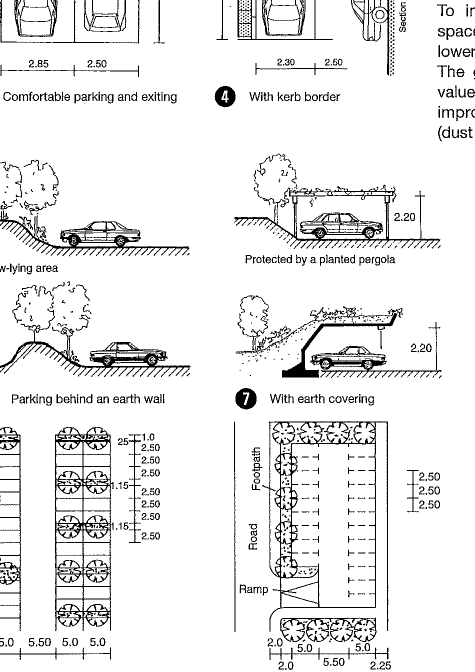 Section
To in
space
lower
The g
value
impro
(dust
2.85 2.50
2.30 2.50
Comfortable parking and exiting
4 With kerb border
2.20
w-lying area
Protected by a planted pergola
2.20
Parking behind an earth wall
7 With earth covering
25 1.0
2.50
2.50
2.50
1.15
2.50
2.50
2.50
1.15
2.50
5.0 5.50 5.0 5.0
Footpath
Road
Ramp
2.50
2.50
2.50
2.0 5.0 5.0
2.0 5.50 2.25